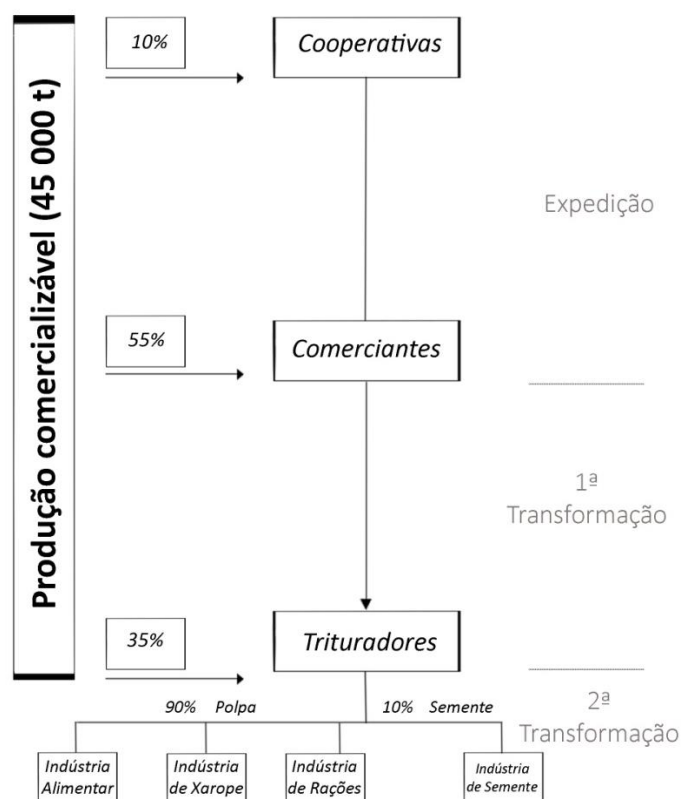 Produção comercializável (45 000 t)
10%
Cooperativas
Expedição
55%
Comerciantes
1ª
Transformação
35%
Trituradores
90% Polpa
10% Semente
2ª
Transformação
Indústria
Alimentar
Indústria
de Xarope
Indústria
de Rações
Indústria
de Semente